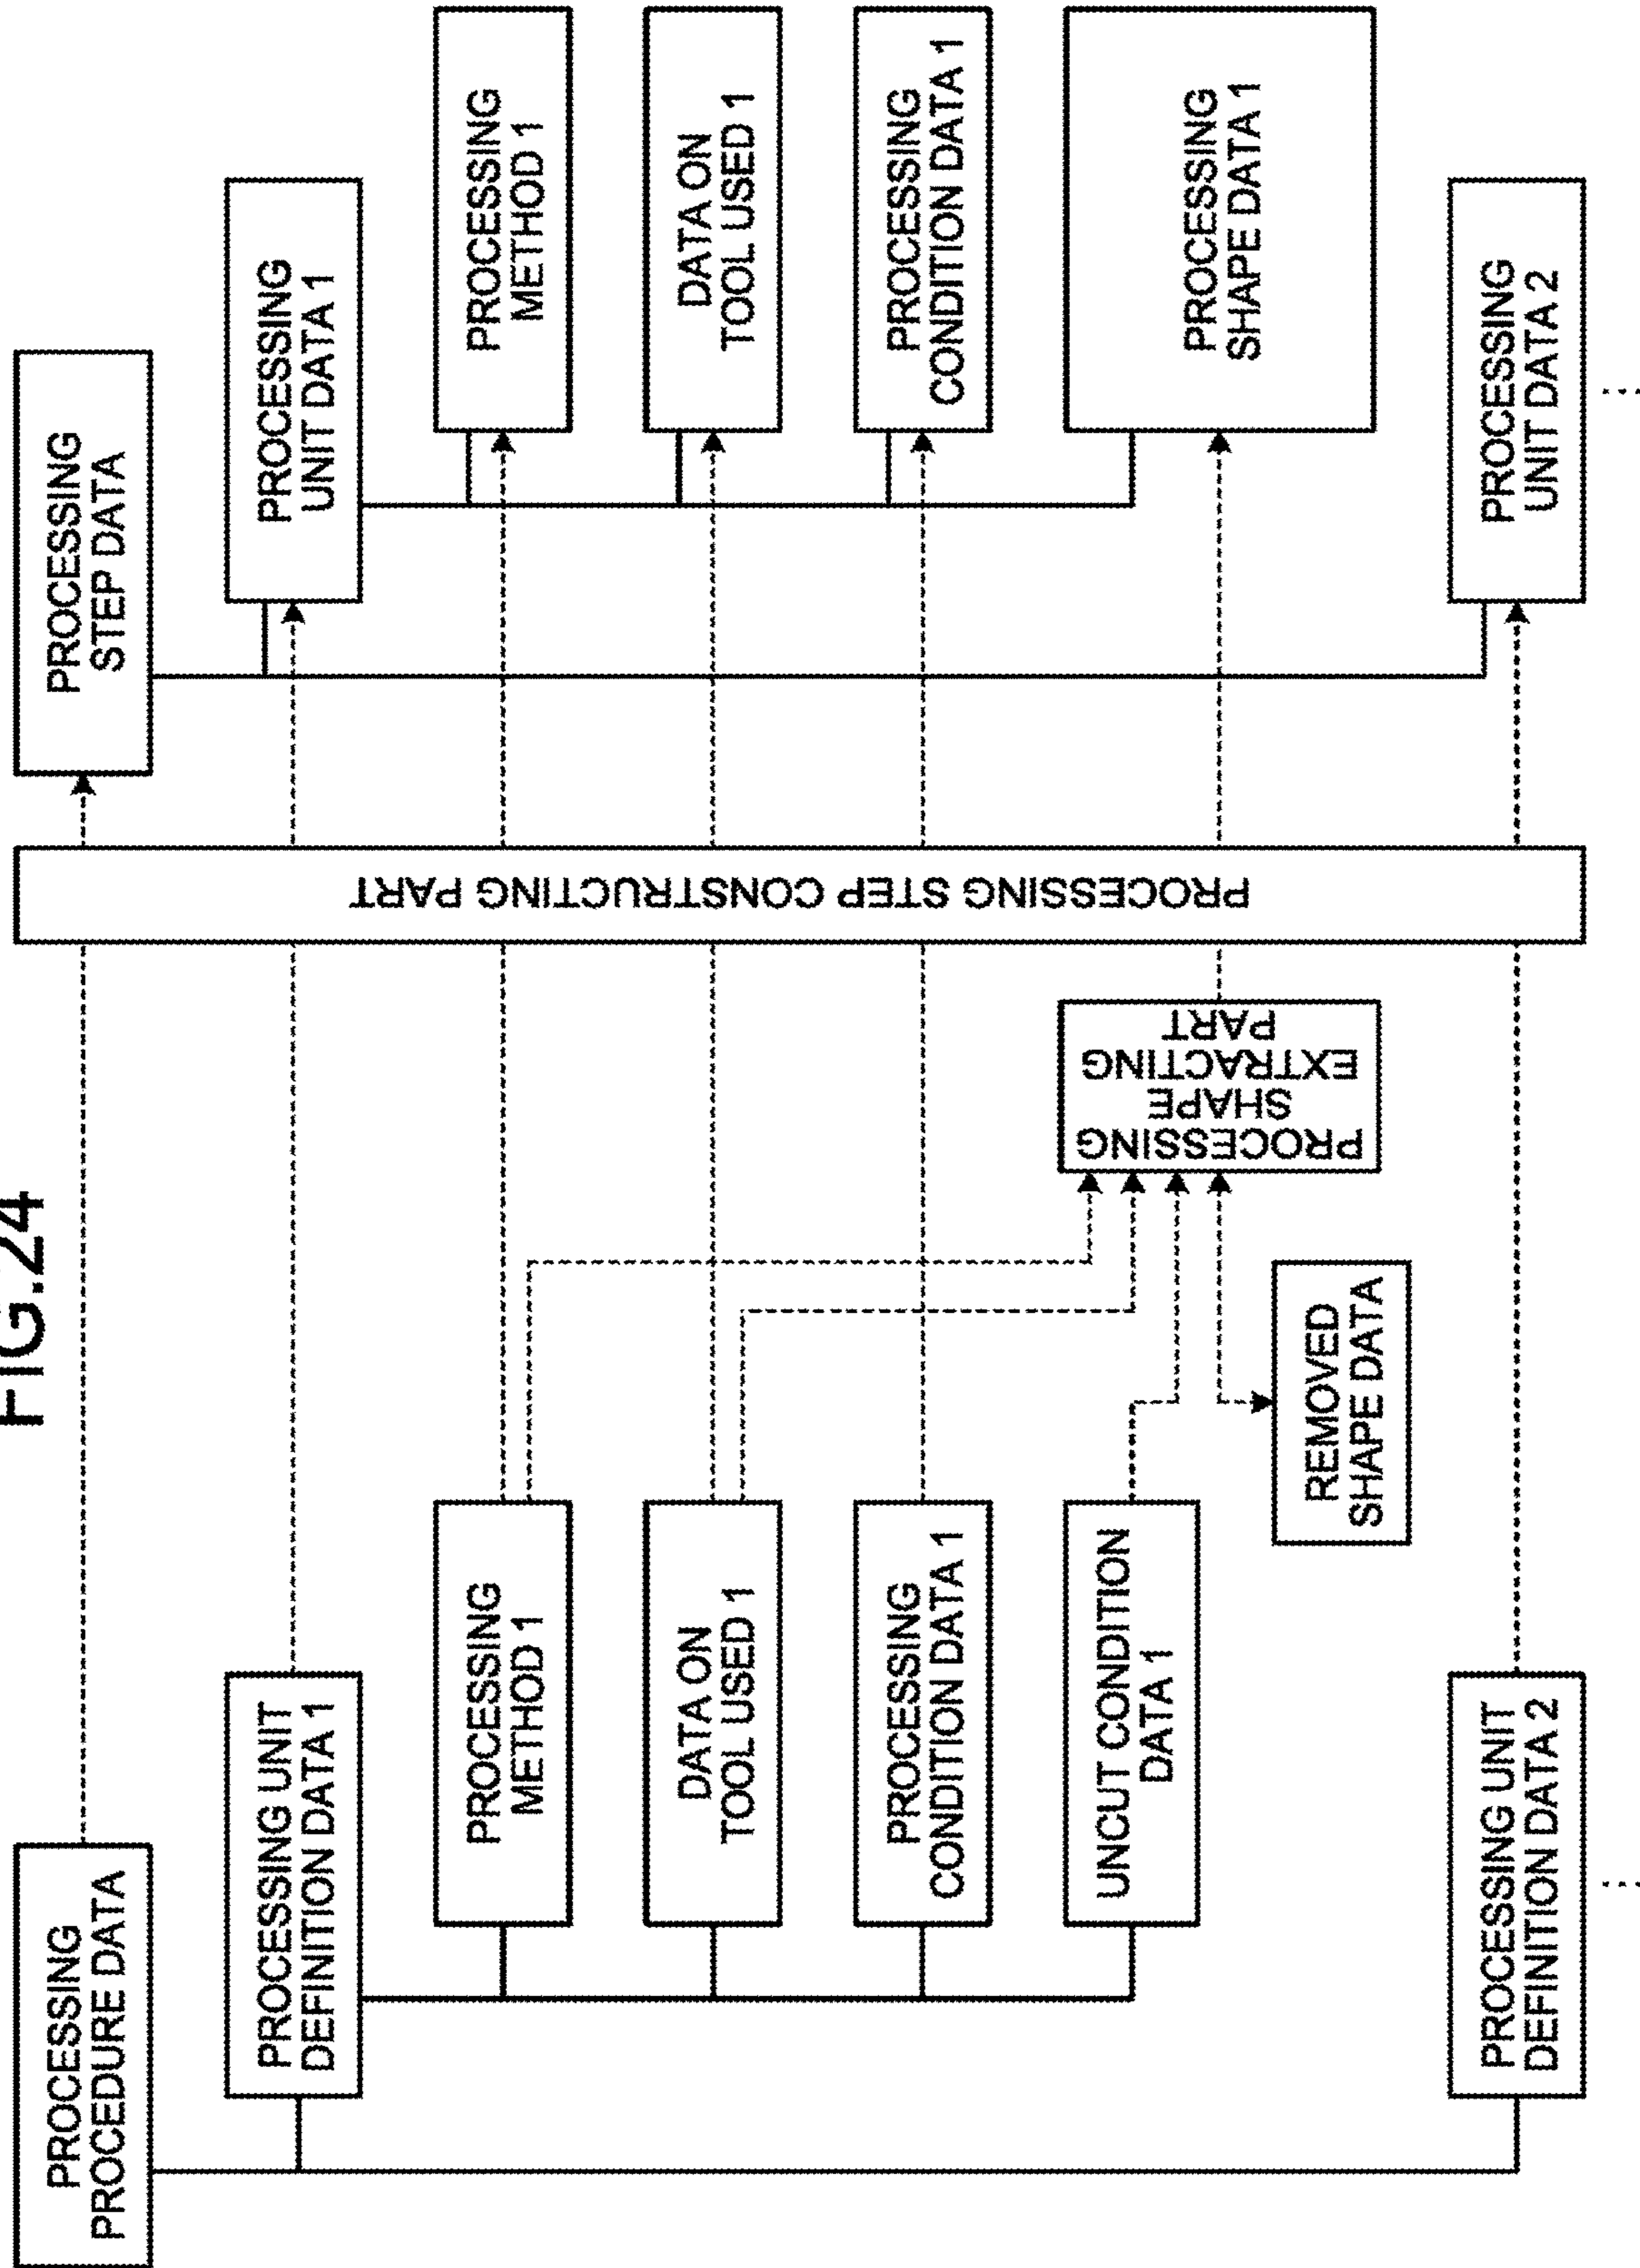 FIG.24
PROCESSING
PROCEDURE DATA
PROCESSING UNIT
DEFINITION DATA 1
PROCESSING
METHOD 1
DATA ON
TOOL USED 1
PROCESSING
CONDITION DATA 1
UNCUT CONDITION
DATA 1
REMOVED
SHAPE DATA
PROCESSING UNIT
DEFINITION DATA 2
PROCESSING
SHAPE
EXTRACTING
PART
PROCESSING STEP CONSTRUCTING PART
PROCESSING
STEP DATA
PROCESSING
UNIT DATA 1
PROCESSING
METHOD 1
DATA ON
TOOL USED 1
PROCESSING
CONDITION DATA 1
PROCESSING
SHAPE DATA 1
PROCESSING
UNIT DATA 2